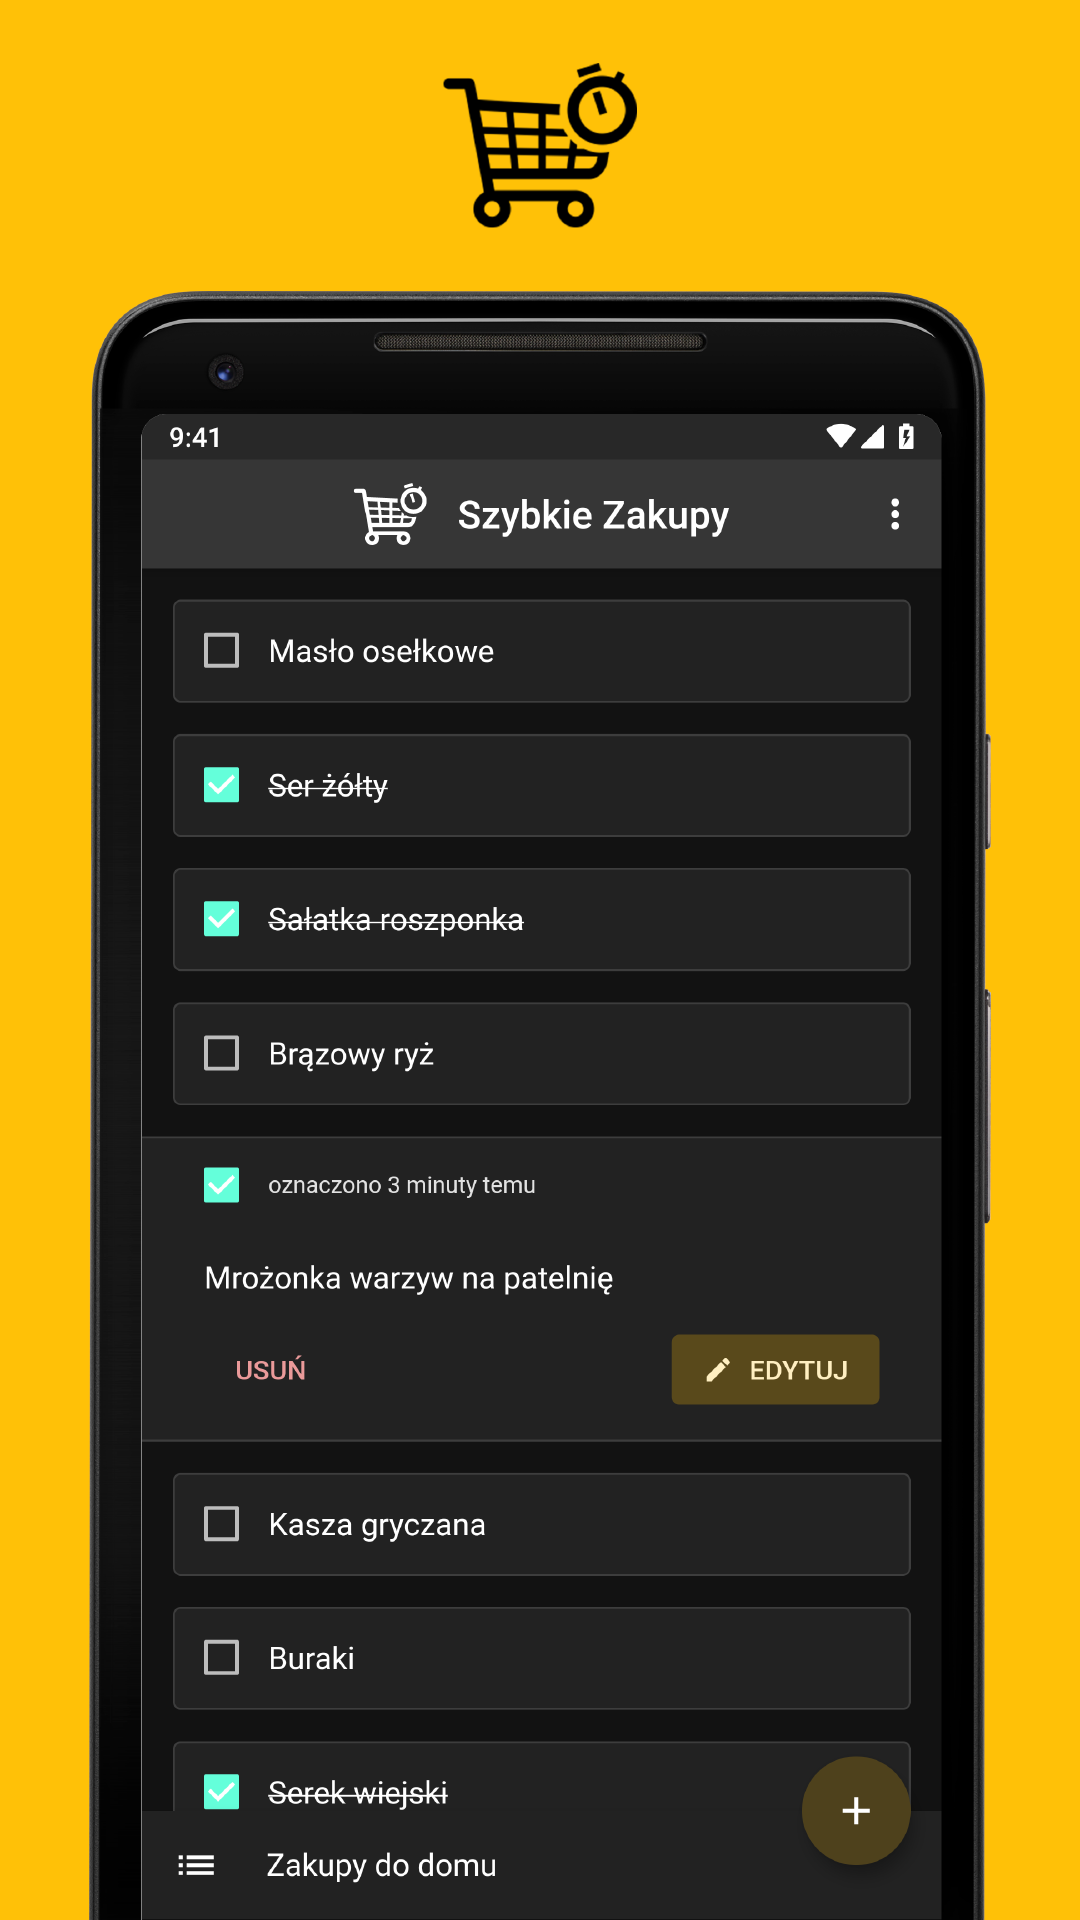 9:41
Szybkie Zakupy
Masło osełkowe
Ser żółty
Sałatka roszponka
Brązowy ryż
oznaczono 3 minuty temu
Mrożonka warzyw na patelnię
USUŃ
EDYTUJ
Kasza gryczana
Buraki
Serek wiejski
Zakupy do domu